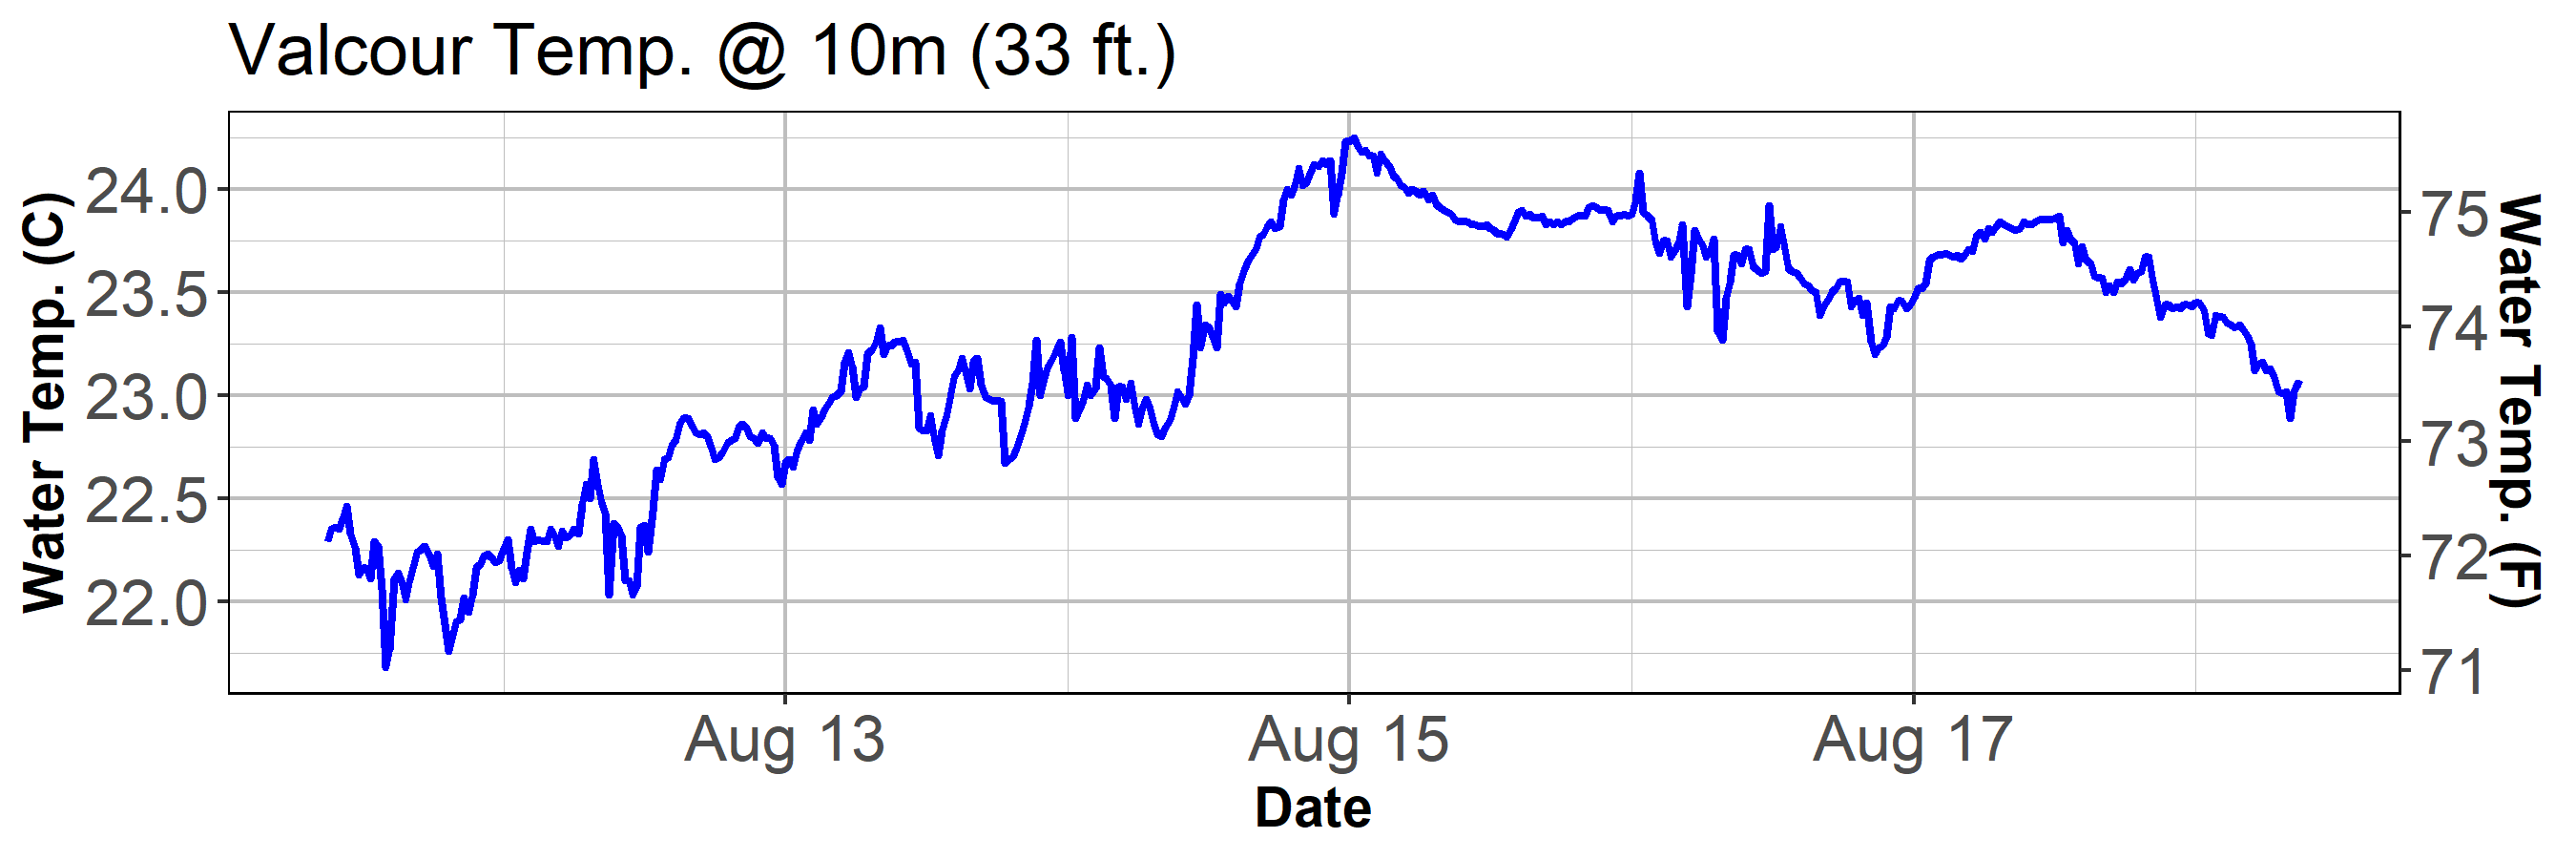 Valcour Temp. @ 10m (33 ft.)
Water Temp. (C)
24.0
23.5
23.0
22.5
22.0
75
74
73
72
71
Water Temp. (F)
Aug 13
Aug 15
Aug 17
Date